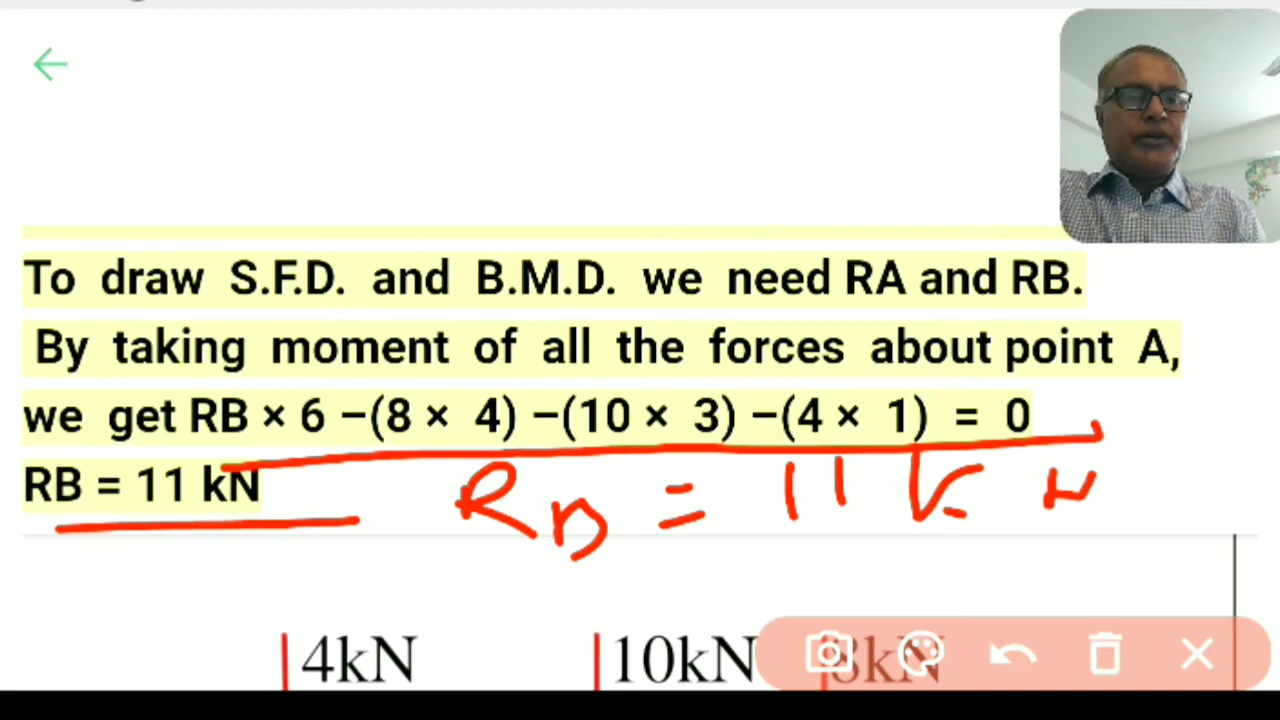 To draw S.F.D. and B.M.D. we need RA and RB.
By taking moment of all the forces about point A,
we get RB × 6 –(8 × 4) –(10 × 3) –(4 × 1) = 0
RB = 11 kN
RB = 11 KN
4kN 10kN 8kN